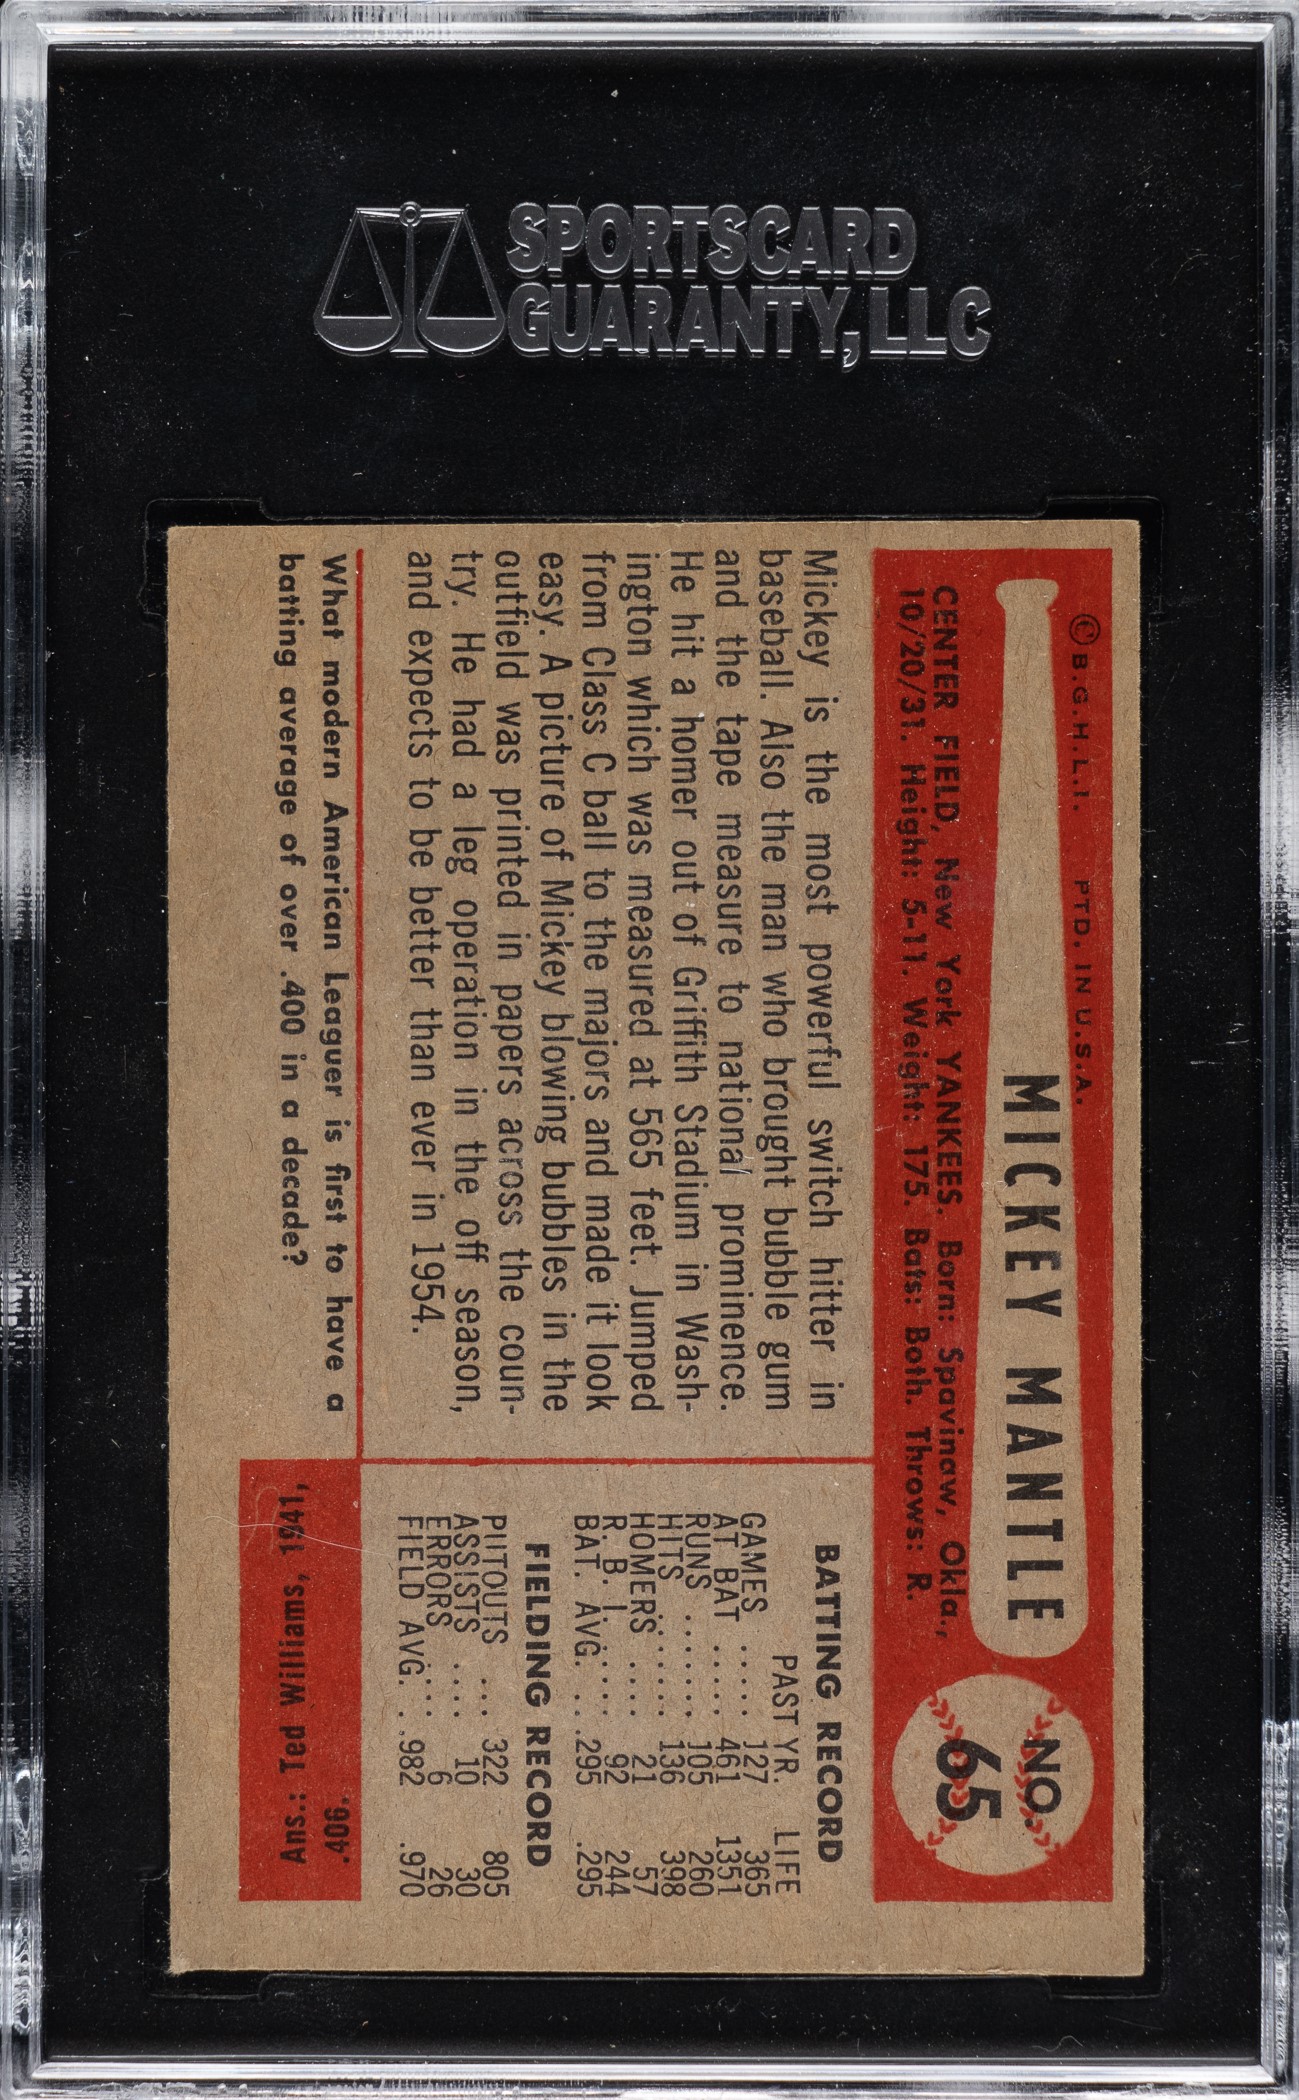 SPORTSCARD
GUARANTY, LLC
© B.G.H.L.I. PTD. IN U.S.A.
MICKEY MANTLE
NO.
65
CENTER FIELD, New York YANKEES. Born: Spavinaw, Okla.,
10/20/31. Height: 5-11. Weight: 175. Bats: Both. Throws: R.
Mickey is the most powerful switch hitter in
baseball. Also the man who brought bubble gum
and the tape measure to national prominence.
He hit a homer out of Griffith Stadium in Wash-
ington which was measured at 565 feet. Jumped
from Class C ball to the majors and made it look
easy. A picture of Mickey blowing bubbles in the
outfield was printed in papers across the coun-
try. He had a leg operation in the off season,
and expects to be better than ever in 1954.
BATTING RECORD
PAST YR. LIFE
GAMES ..... 127 365
AT BAT ..... 461 1351
RUNS ....... 105 260
HITS ....... 136 398
HOMERS ..... 21 57
R. B. I. .... 92 244
BAT. AVG. .. .295 .295
FIELDING RECORD
PUTOUTS ... 322 805
ASSISTS .... 10 30
ERRORS .... 6 26
FIELD AVG. .. .982 .970
What modern American Leaguer is first to have a
batting average of over .400 in a decade?
Ans.: Ted Williams, 1941,
.406.